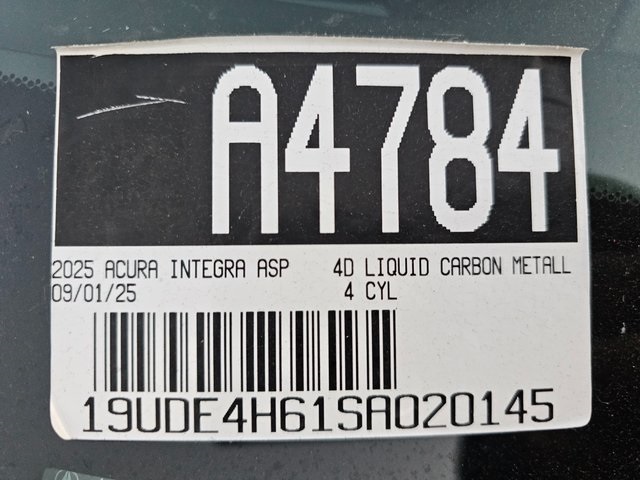 A4784
2025 ACURA INTEGRA ASP 4D LIQUID CARBON METALL
09/01/25 4 CYL
19UDE4H61SA020145